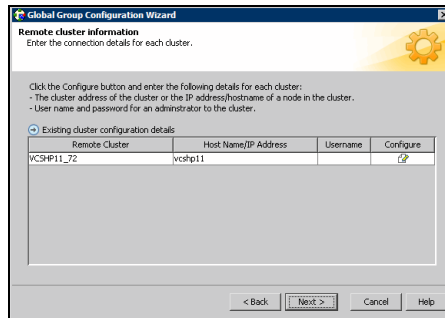 Global Group Configuration Wizard
Remote cluster information
Enter the connection details for each cluster.
Click the Configure button and enter the following details for each cluster:
- The cluster address of the cluster or the IP address/hostname of a node in the cluster.
- User name and password for an adminstrator to the cluster.
Existing cluster configuration details
Remote Cluster Host Name/IP Address Username Configure
VCSHP11_72 vcshp11
< Back Next > Cancel Help